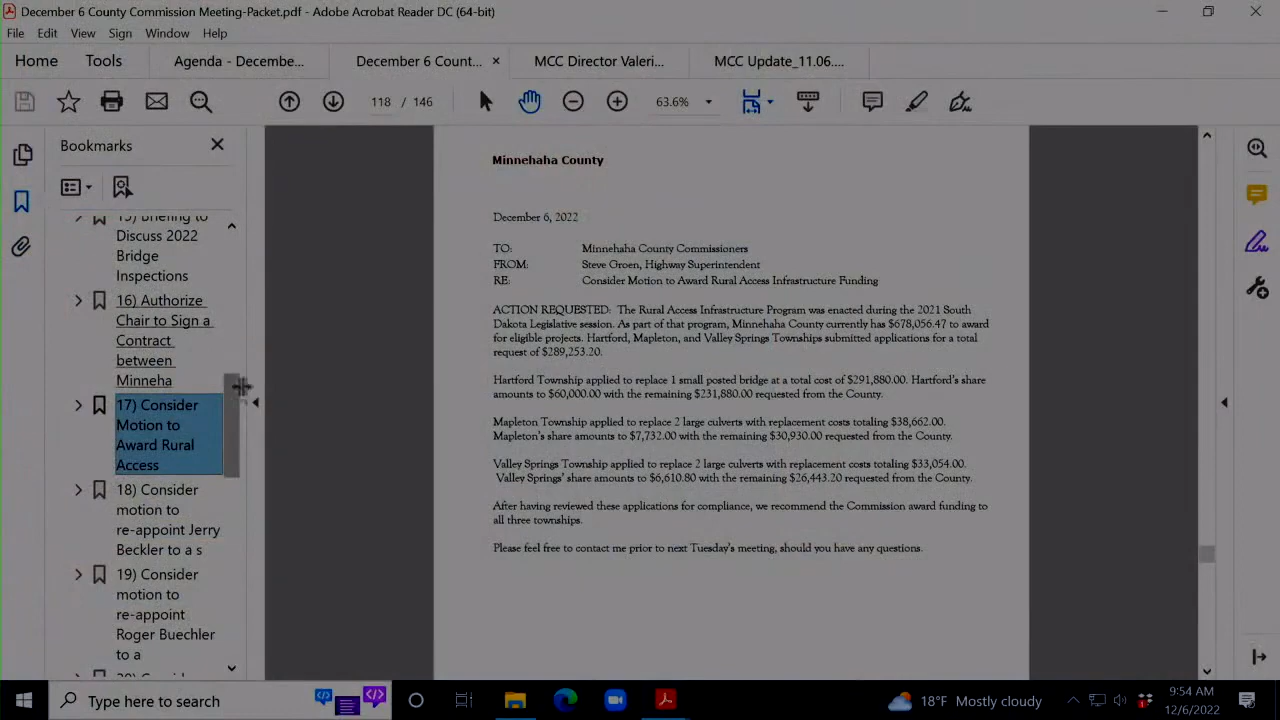 December 6 County Commission Meeting-Packet.pdf - Adobe Acrobat Reader DC (64-bit)
File Edit View Sign Window Help
Home Tools Agenda - Decembe... December 6 Count... MCC Director Valeri... MCC Update_11.06....
118 / 146 63.6%
Bookmarks
15) Briefing to
Discuss 2022
Bridge
Inspections
16) Authorize
Chair to Sign a
Contract
between
Minneha
17) Consider
Motion to
Award Rural
Access
18) Consider
motion to
re-appoint Jerry
Beckler to a s
19) Consider
motion to
re-appoint
Roger Buechler
to a
Minnehaha County
December 6, 2022
TO: Minnehaha County Commissioners
FROM: Steve Groen, Highway Superintendent
RE: Consider Motion to Award Rural Access Infrastructure Funding
ACTION REQUESTED: The Rural Access Infrastructure Program was enacted during the 2021 South
Dakota Legislative session. As part of that program, Minnehaha County currently has $678,056.47 to award
for eligible projects. Hartford, Mapleton, and Valley Springs Townships submitted applications for a total
request of $289,253.20.
Hartford Township applied to replace 1 small posted bridge at a total cost of $291,880.00. Hartford's share
amounts to $60,000.00 with the remaining $231,880.00 requested from the County.
Mapleton Township applied to replace 2 large culverts with replacement costs totaling $38,662.00.
Mapleton's share amounts to $7,732.00 with the remaining $30,930.00 requested from the County.
Valley Springs Township applied to replace 2 large culverts with replacement costs totaling $33,054.00.
Valley Springs' share amounts to $6,610.80 with the remaining $26,443.20 requested from the County.
After having reviewed these applications for compliance, we recommend the Commission award funding to
all three townships.
Please feel free to contact me prior to next Tuesday's meeting, should you have any questions.
Type here to search
18°F Mostly cloudy
9:54 AM
12/6/2022